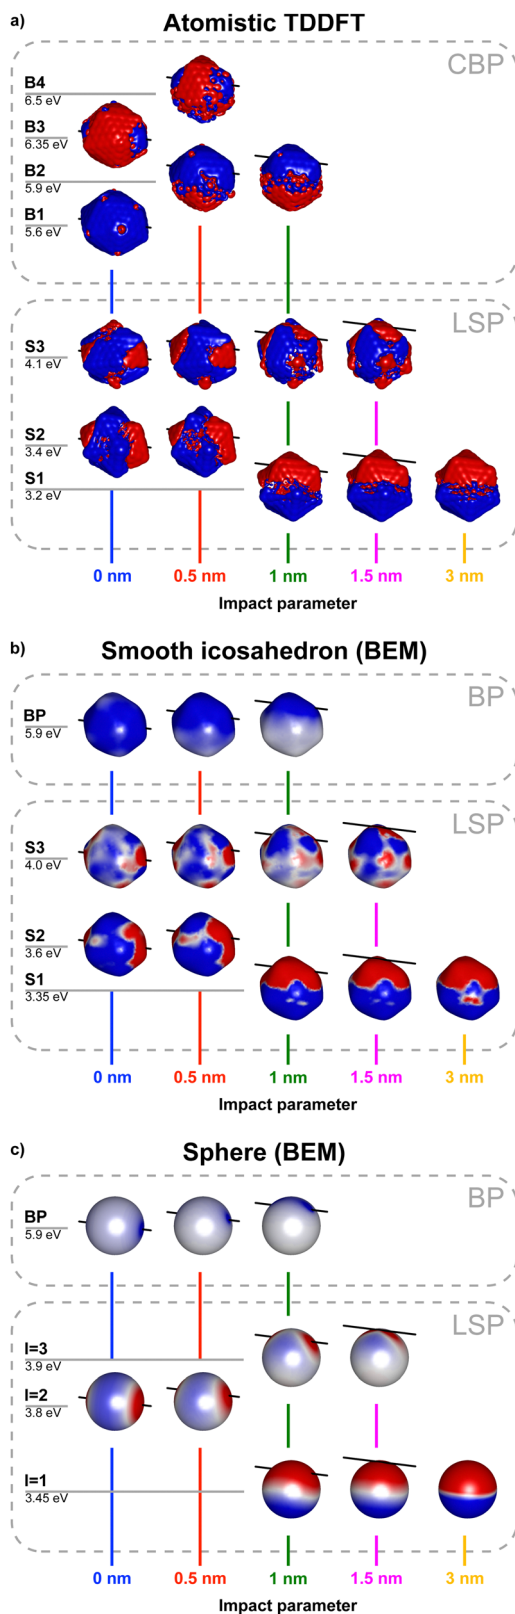 a) Atomistic TDDFT
CBP
B4
6.5 eV
B3
6.35 eV
B2
5.9 eV
B1
5.6 eV
LSP
S3
4.1 eV
S2
3.4 eV
S1
3.2 eV
0 nm 0.5 nm 1 nm 1.5 nm 3 nm
Impact parameter
b) Smooth icosahedron (BEM)
BP
BP
5.9 eV
LSP
S3
4.0 eV
S2
3.6 eV
S1
3.35 eV
0 nm 0.5 nm 1 nm 1.5 nm 3 nm
Impact parameter
c) Sphere (BEM)
BP
BP
5.9 eV
LSP
l=3
3.9 eV
l=2
3.8 eV
l=1
3.45 eV
0 nm 0.5 nm 1 nm 1.5 nm 3 nm
Impact parameter